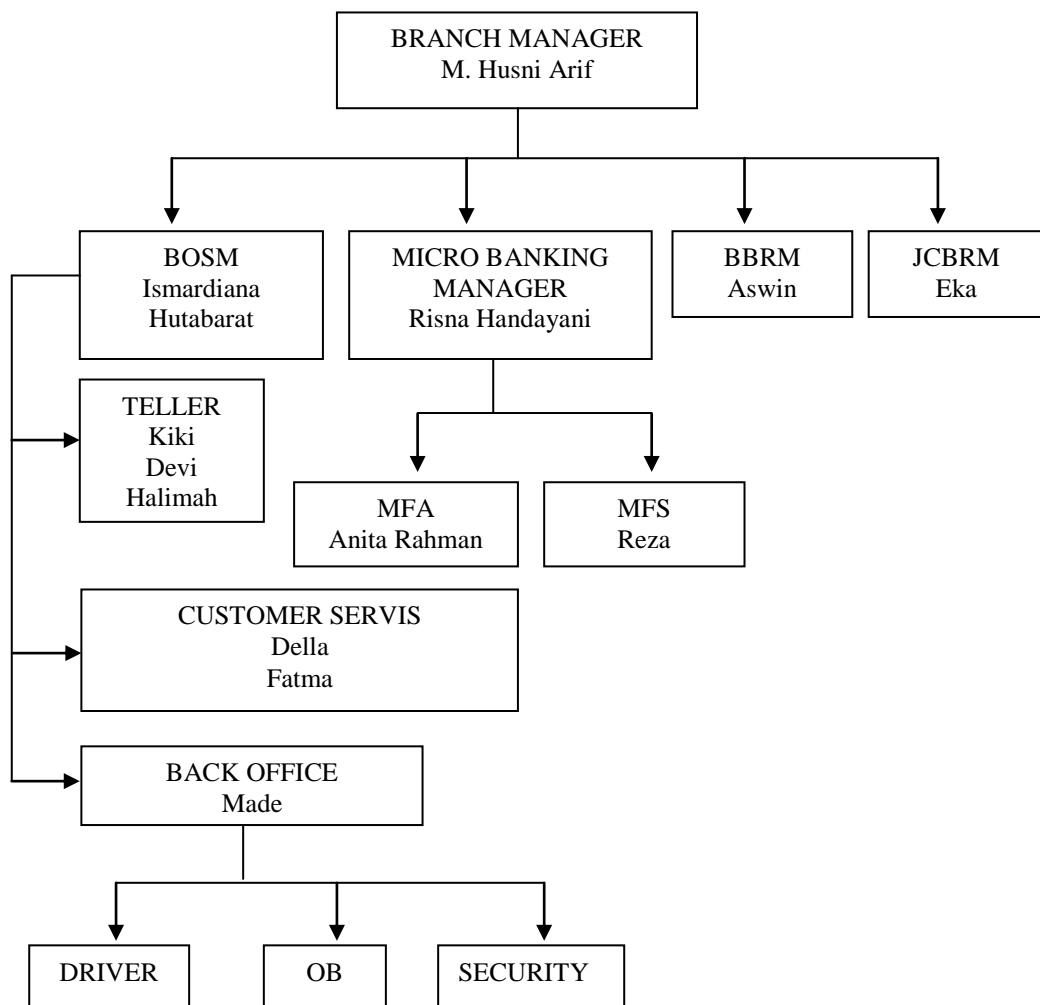 BRANCH MANAGER
M. Husni Arif
BOSM
Ismardiana
Hutabarat
MICRO BANKING
MANAGER
Risna Handayani
BBRM
Aswin
JCBRM
Eka
TELLER
Kiki
Devi
Halimah
MFA
Anita Rahman
MFS
Reza
CUSTOMER SERVIS
Della
Fatma
BACK OFFICE
Made
DRIVER
OB
SECURITY